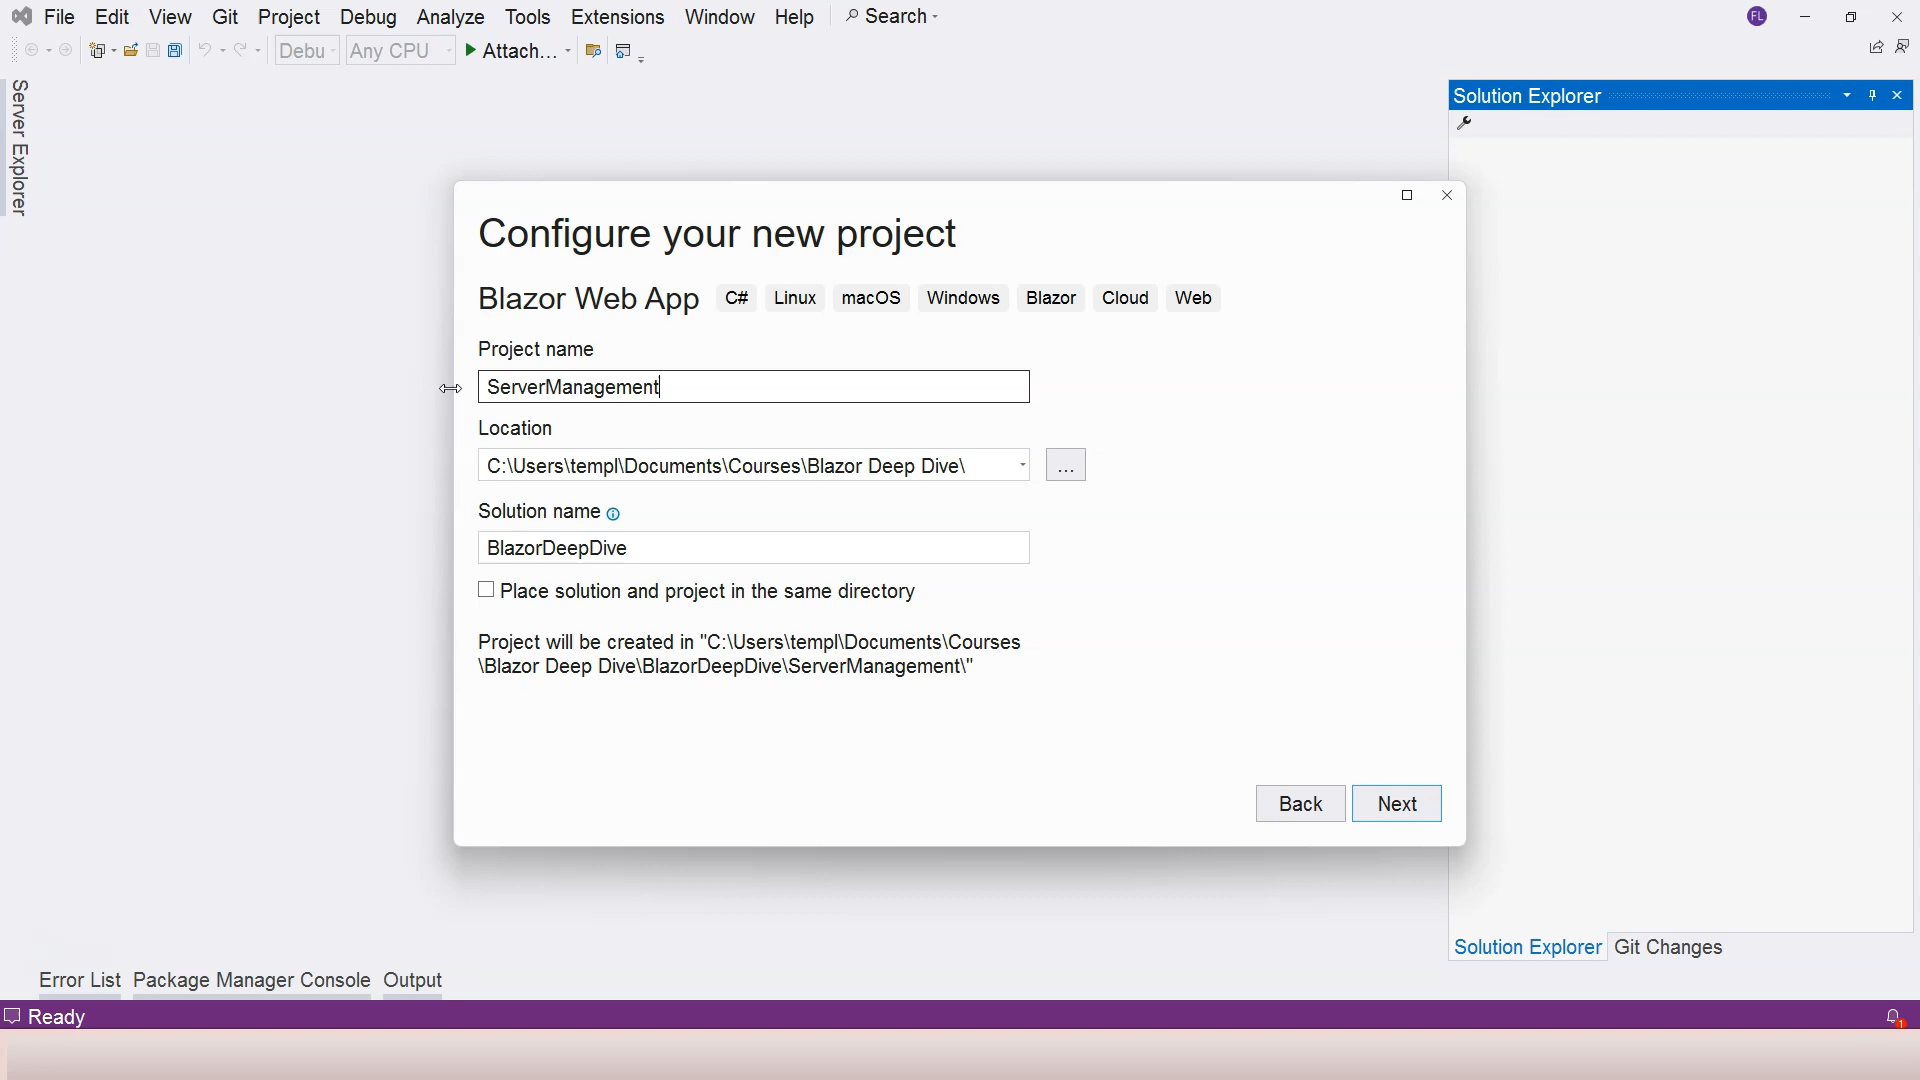 File Edit View Git Project Debug Analyze Tools Extensions Window Help Search
FL
Debu Any CPU Attach...
Server Explorer
Solution Explorer
Configure your new project
Blazor Web App C# Linux macOS Windows Blazor Cloud Web
Project name
ServerManagement
Location
C:\Users\templ\Documents\Courses\Blazor Deep Dive\
...
Solution name
BlazorDeepDive
Place solution and project in the same directory
Project will be created in "C:\Users\templ\Documents\Courses
\Blazor Deep Dive\BlazorDeepDive\ServerManagement\"
Back Next
Solution Explorer Git Changes
Error List Package Manager Console Output
Ready
1